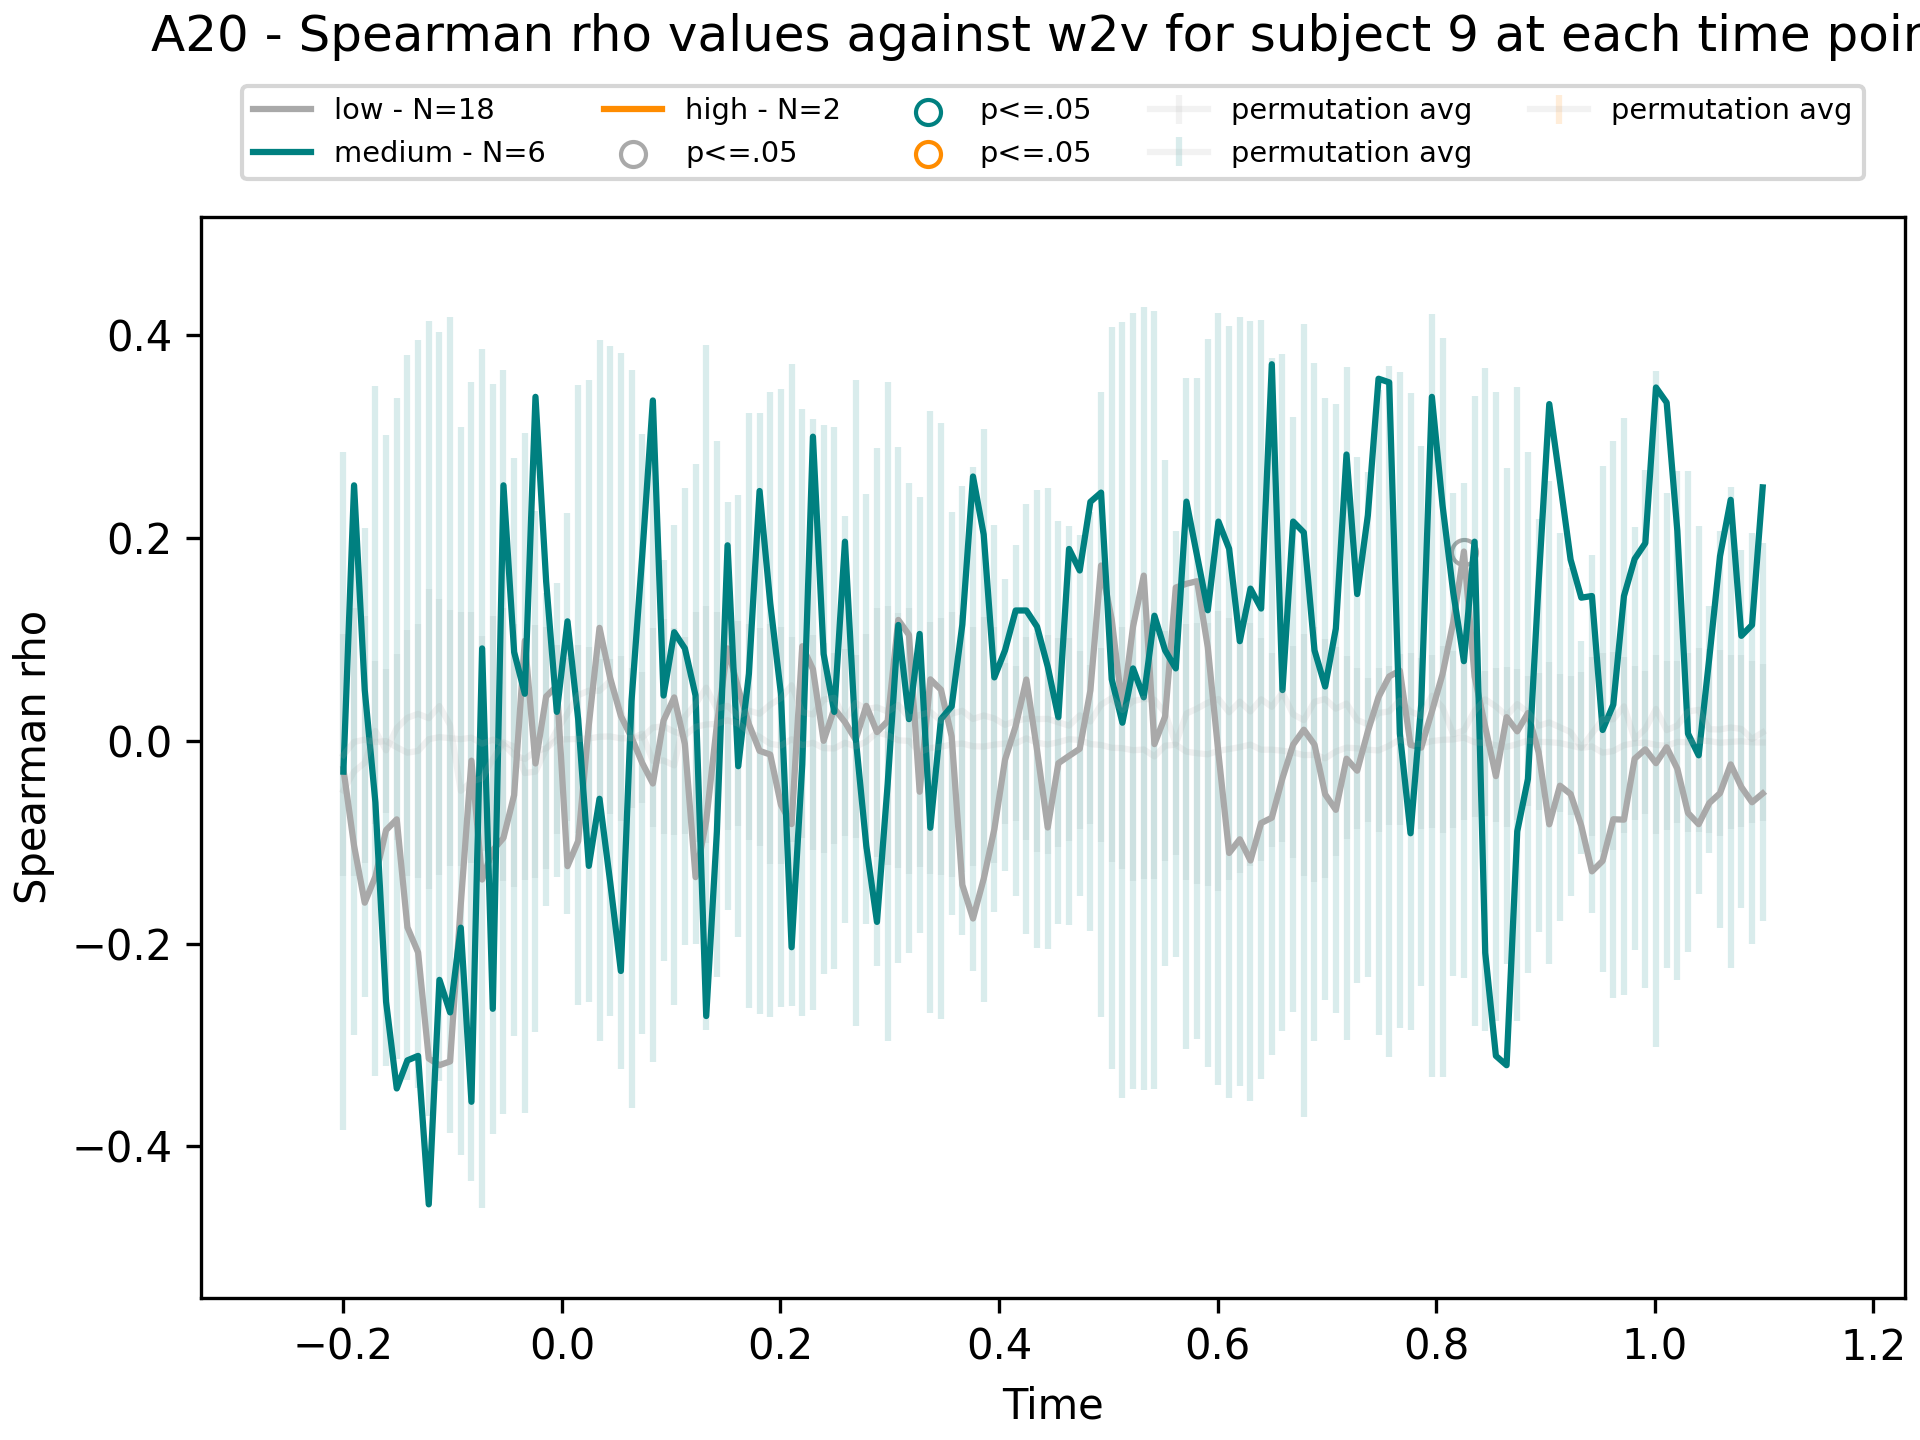 A20 - Spearman rho values against w2v for subject 9 at each time poin
low - N=18
medium - N=6
high - N=2
p<=.05
p<=.05
p<=.05
permutation avg
permutation avg
permutation avg
Spearman rho
0.4
0.2
0.0
−0.2
−0.4
−0.2 0.0 0.2 0.4 0.6 0.8 1.0 1.2
Time